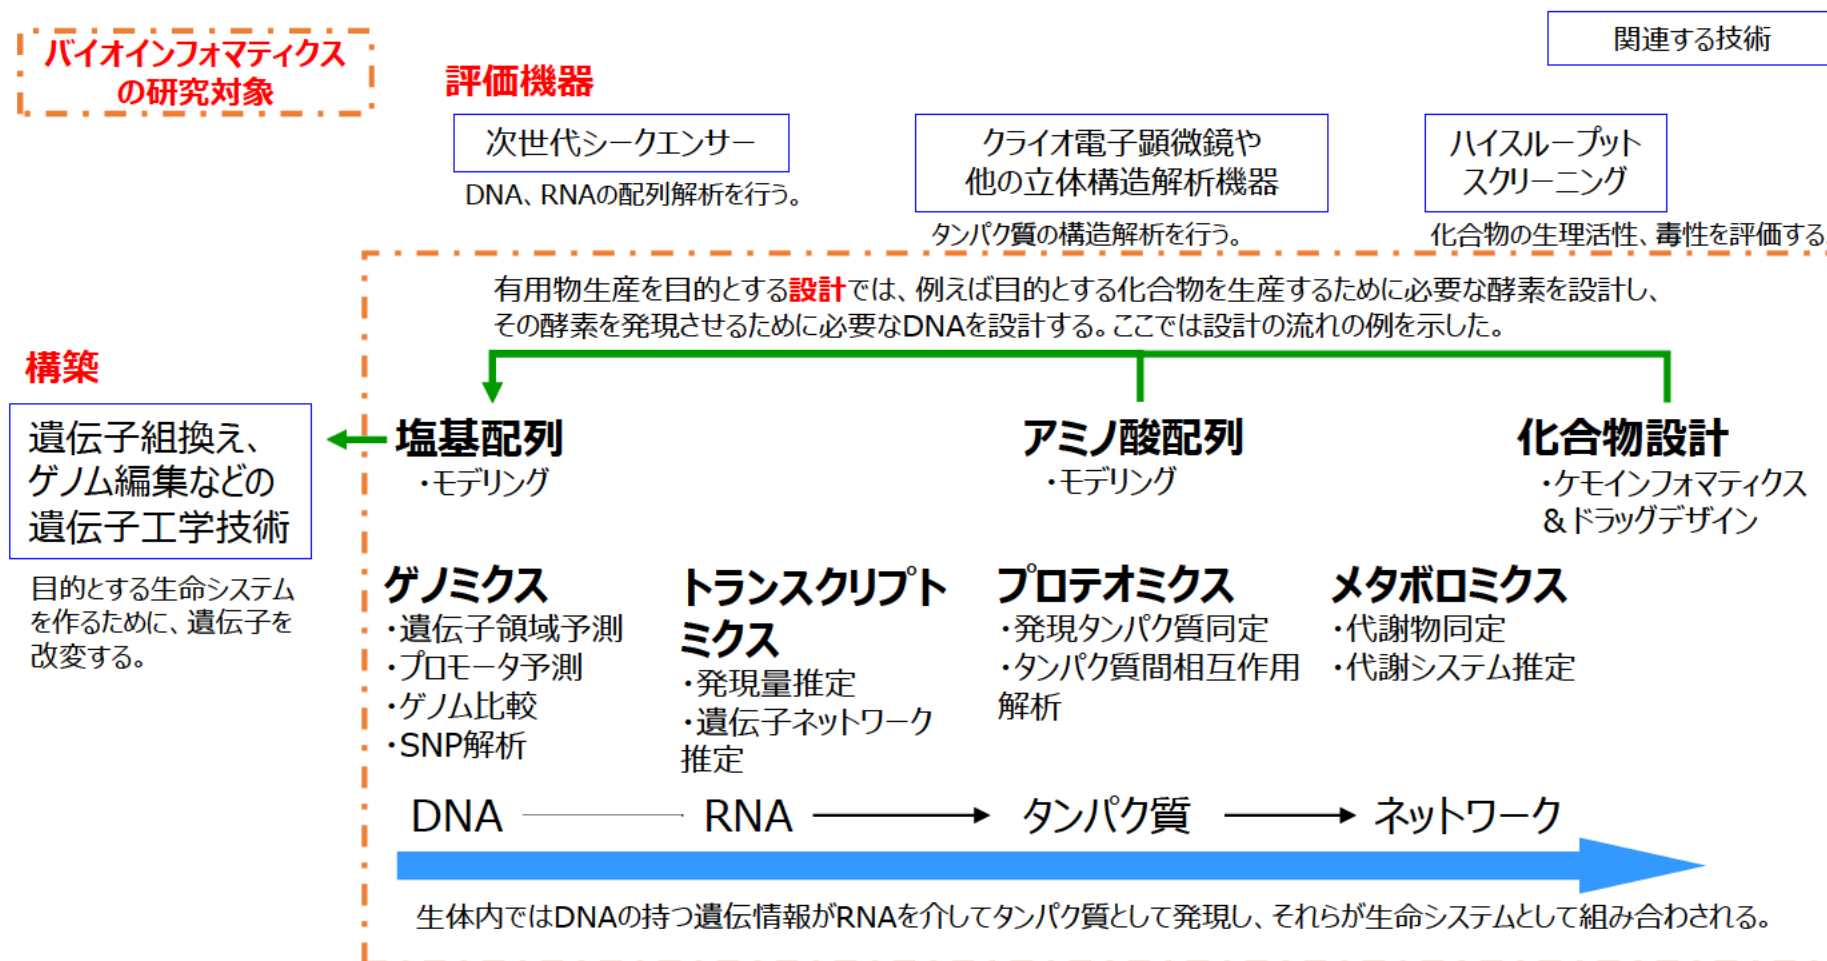 バイオインフォマティクス
の研究対象
関連する技術
評価機器
次世代シークエンサー
DNA、RNAの配列解析を行う。
クライオ電子顕微鏡や
他の立体構造解析機器
タンパク質の構造解析を行う。
ハイスループット
スクリーニング
化合物の生理活性、毒性を評価する。
有用物生産を目的とする設計では、例えば目的とする化合物を生産するために必要な酵素を設計し、
その酵素を発現させるために必要なDNAを設計する。ここでは設計の流れの例を示した。
構築
遺伝子組換え、
ゲノム編集などの
遺伝子工学技術
目的とする生命システム
を作るために、遺伝子を
改変する。
塩基配列
・モデリング
アミノ酸配列
・モデリング
化合物設計
・ケモインフォマティクス
&ドラッグデザイン
ゲノミクス
・遺伝子領域予測
・プロモータ予測
・ゲノム比較
・SNP解析
トランスクリプト
ミクス
・発現量推定
・遺伝子ネットワーク
推定
プロテオミクス
・発現タンパク質同定
・タンパク質間相互作用
解析
メタボロミクス
・代謝物同定
・代謝システム推定
DNA
RNA
タンパク質
ネットワーク
生体内ではDNAの持つ遺伝情報がRNAを介してタンパク質として発現し、それらが生命システムとして組み合わされる。